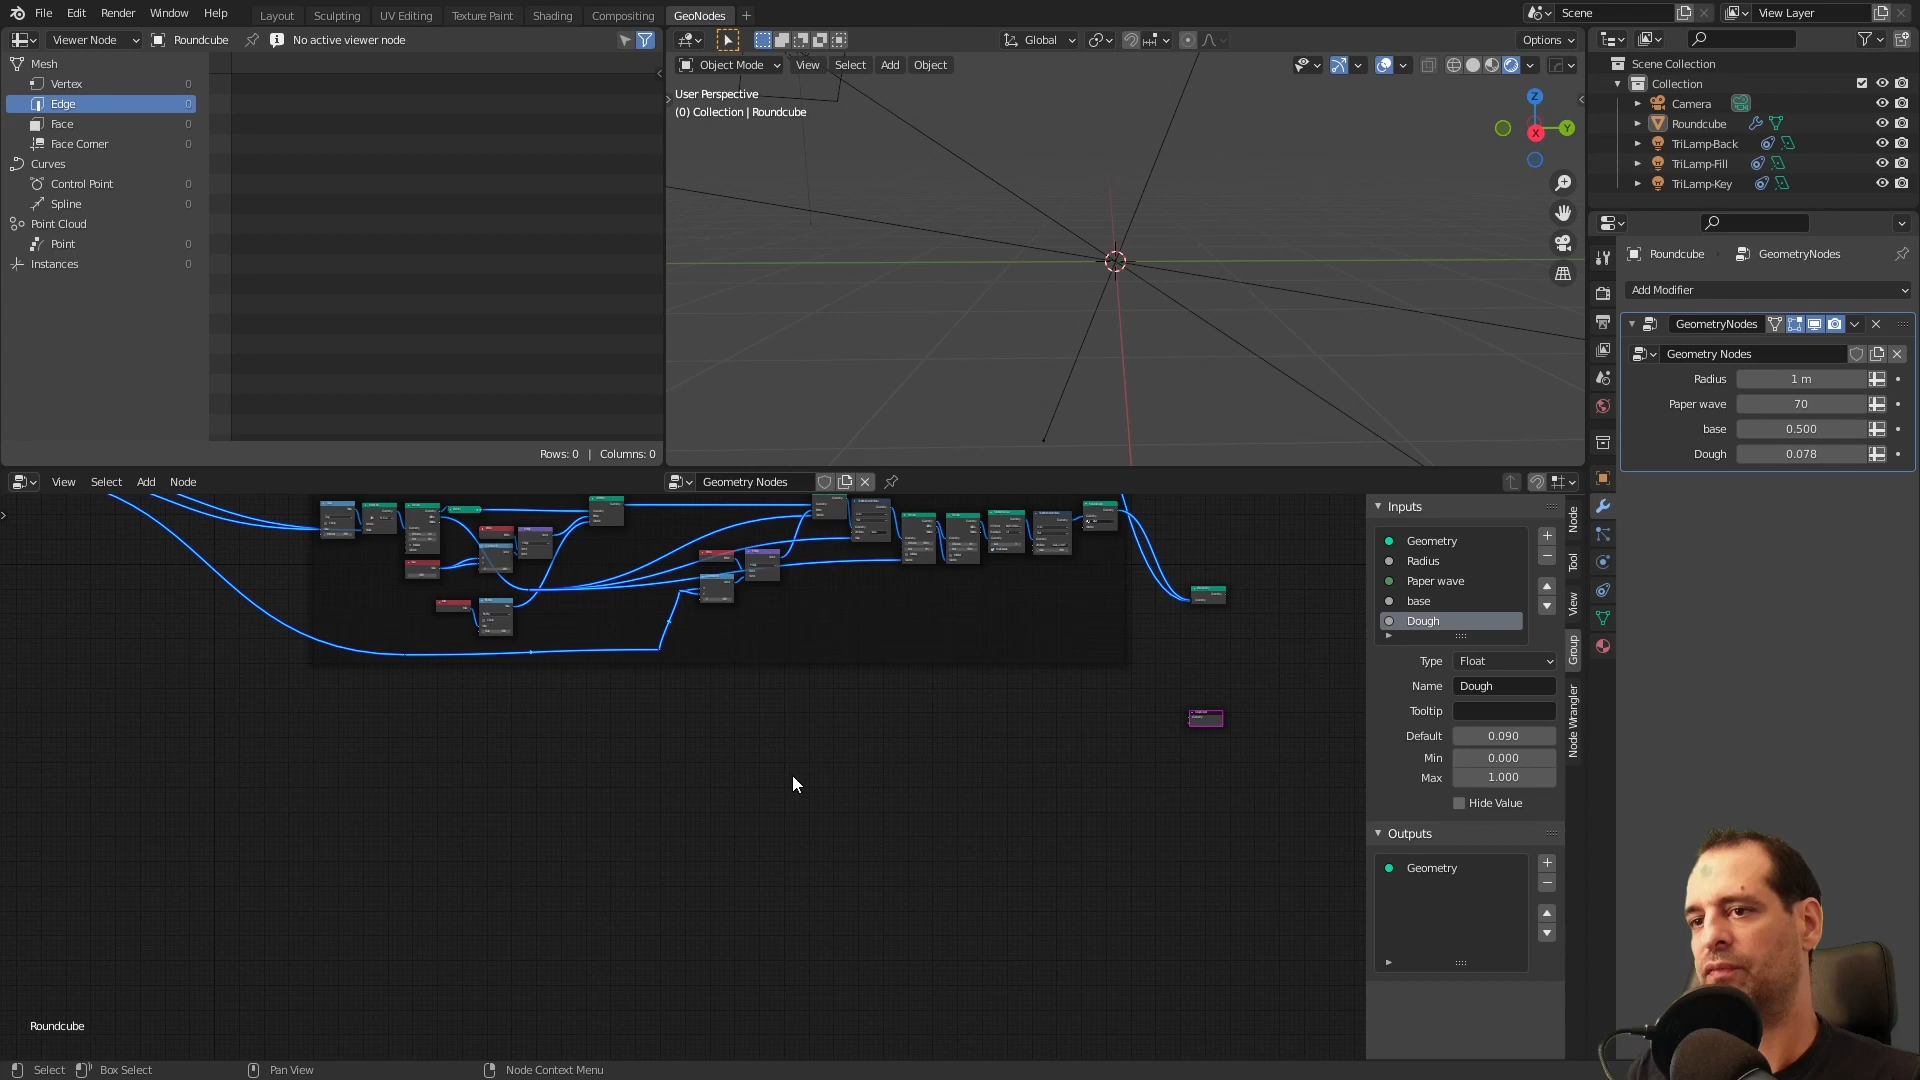 File Edit Render Window Help Layout Sculpting UV Editing Texture Paint Shading Compositing GeoNodes Scene View Layer
Viewer Node Roundcube No active viewer node
Global Options
Object Mode View Select Add Object
User Perspective
(0) Collection | Roundcube
Z
Y
X
Mesh
Vertex 0
Edge 0
Face 0
Face Corner 0
Curves
Control Point 0
Spline 0
Point Cloud
Point 0
Instances 0
Rows: 0 | Columns: 0
Scene Collection
Collection
Camera
Roundcube
TriLamp-Back
TriLamp-Fill
TriLamp-Key
Roundcube GeometryNodes
Add Modifier
GeometryNodes
Geometry Nodes
Radius 1 m
Paper wave 70
base 0.500
Dough 0.078
View Select Add Node Geometry Nodes
Inputs
Geometry
Radius
Paper wave
base
Dough
Type Float
Name Dough
Tooltip
Default 0.090
Min 0.000
Max 1.000
Hide Value
Outputs
Geometry
Node
Tool
View
Group
Node Wrangler
Roundcube
Select Box Select Pan View Node Context Menu